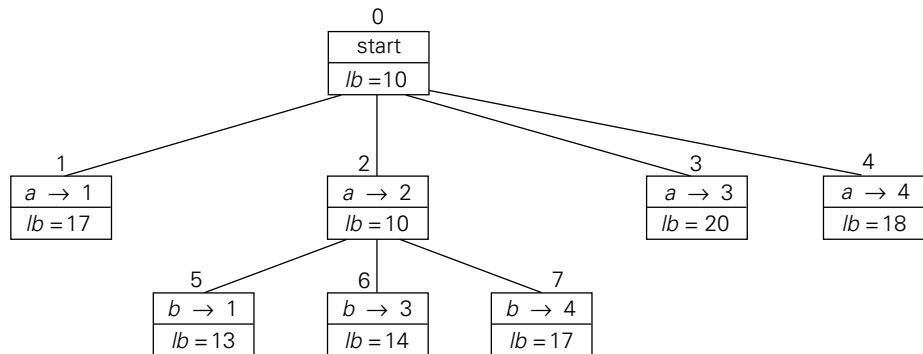 0
start
lb = 10
1
2
3
4
a → 1
a → 2
a → 3
a → 4
lb = 17
lb = 10
lb = 20
lb = 18
5
6
7
b → 1
b → 3
b → 4
lb = 13
lb = 14
lb = 17